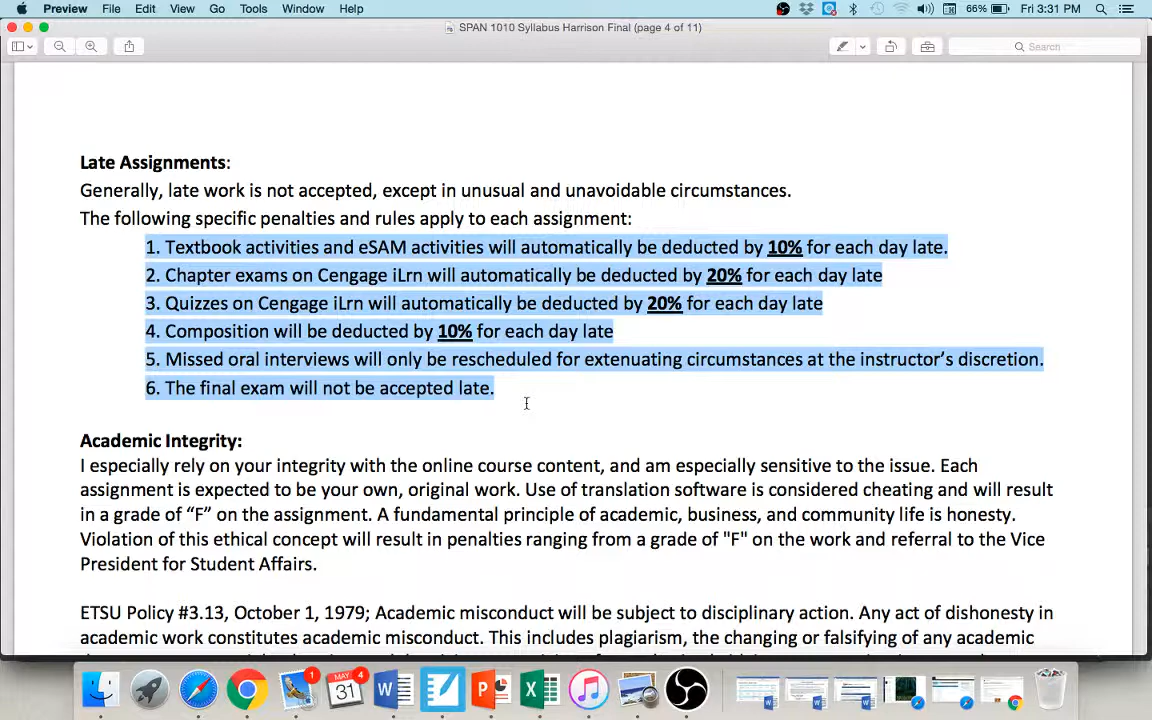 Preview File Edit View Go Tools Window Help 66% Fri 3:31 PM
SPAN 1010 Syllabus Harrison Final (page 4 of 11)
Search
Late Assignments:
Generally, late work is not accepted, except in unusual and unavoidable circumstances.
The following specific penalties and rules apply to each assignment:
1. Textbook activities and eSAM activities will automatically be deducted by 10% for each day late.
2. Chapter exams on Cengage iLrn will automatically be deducted by 20% for each day late
3. Quizzes on Cengage iLrn will automatically be deducted by 20% for each day late
4. Composition will be deducted by 10% for each day late
5. Missed oral interviews will only be rescheduled for extenuating circumstances at the instructor's discretion.
6. The final exam will not be accepted late.
Academic Integrity:
I especially rely on your integrity with the online course content, and am especially sensitive to the issue. Each
assignment is expected to be your own, original work. Use of translation software is considered cheating and will result
in a grade of “F” on the assignment. A fundamental principle of academic, business, and community life is honesty.
Violation of this ethical concept will result in penalties ranging from a grade of "F" on the work and referral to the Vice
President for Student Affairs.
ETSU Policy #3.13, October 1, 1979; Academic misconduct will be subject to disciplinary action. Any act of dishonesty in
academic work constitutes academic misconduct. This includes plagiarism, the changing or falsifying of any academic
1
MAY 4
31
W
P
X